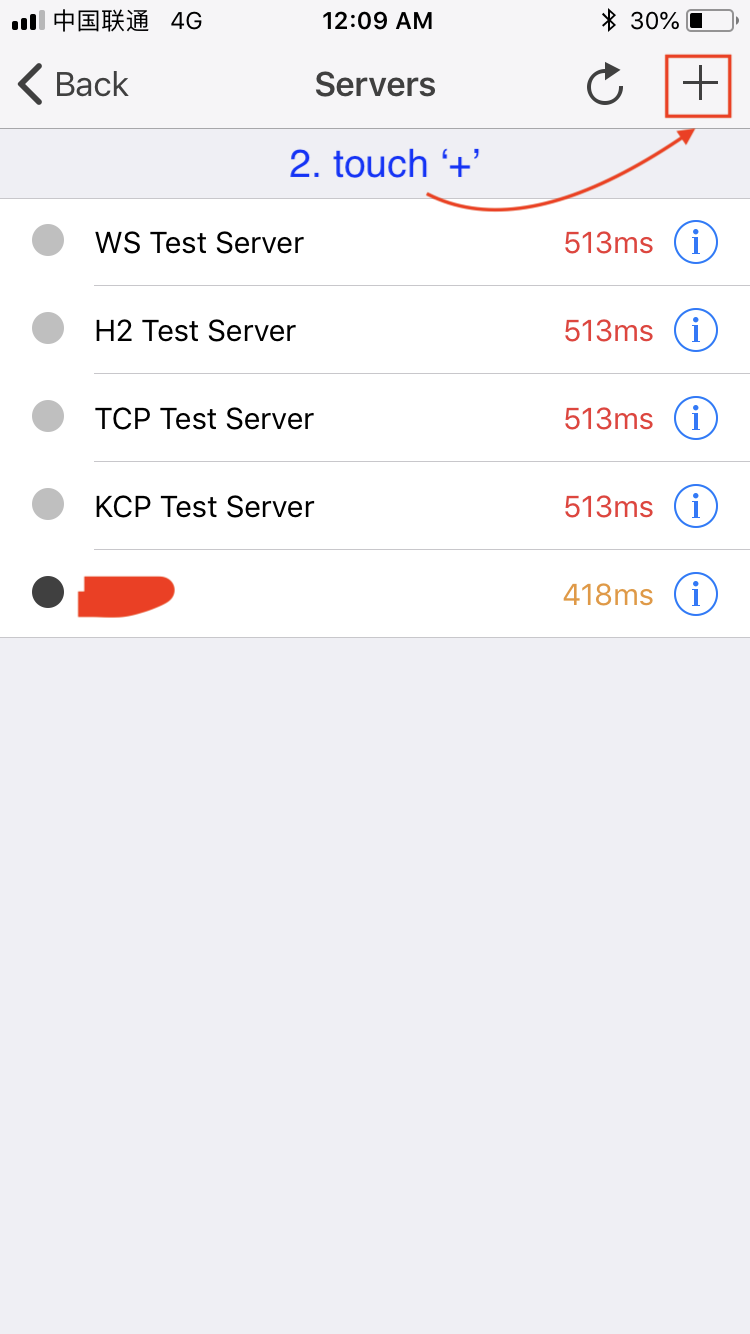 中国联通 4G 12:09 AM 30%
Back Servers
2. touch ‘+’
WS Test Server 513ms
H2 Test Server 513ms
TCP Test Server 513ms
KCP Test Server 513ms
418ms